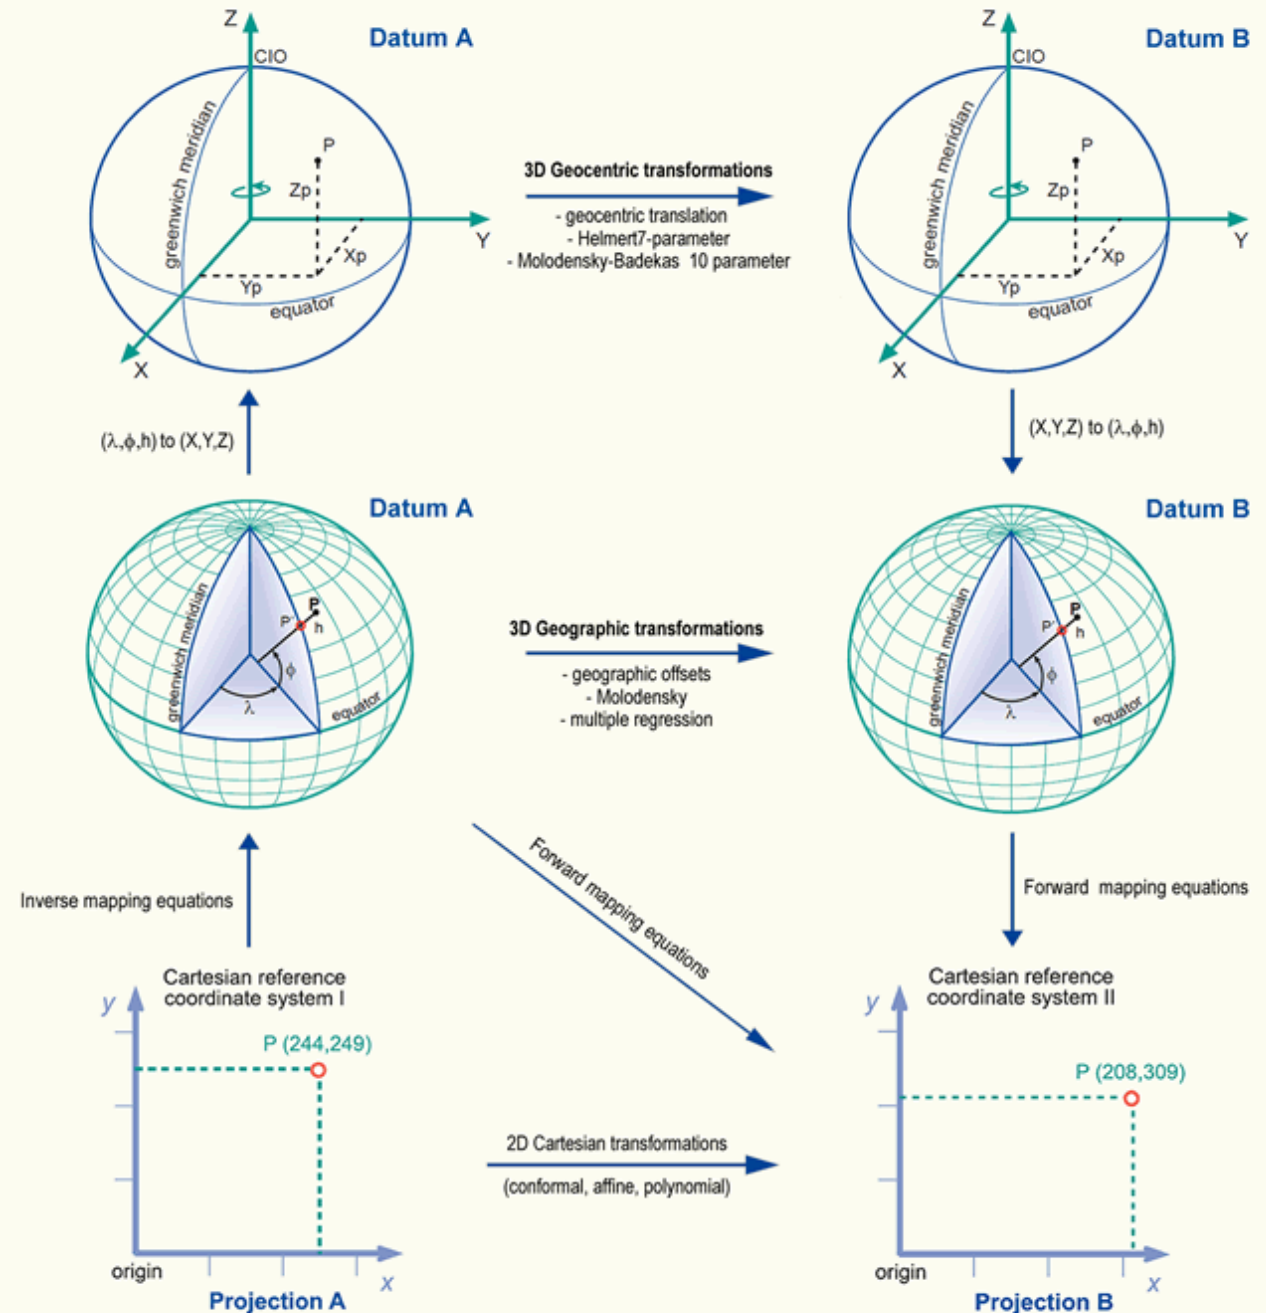 Z
Datum A
CIO
greenwich meridian
P
Zp
Y
Xp
Yp
equator
X
3D Geocentric transformations
- geocentric translation
- Helmert7-parameter
- Molodensky-Badekas 10 parameter
Z
Datum B
CIO
greenwich meridian
P
Zp
Y
Xp
Yp
equator
X
(λ,ϕ,h) to (X,Y,Z)
(X,Y,Z) to (λ,ϕ,h)
Datum A
greenwich meridian
P
P'
h
ϕ
λ
equator
3D Geographic transformations
- geographic offsets
- Molodensky
- multiple regression
Datum B
greenwich meridian
P
P'
h
ϕ
λ
equator
Inverse mapping equations
Forward mapping equations
Forward mapping equations
Cartesian reference
coordinate system I
y
P (244,249)
origin
x
Projection A
2D Cartesian transformations
(conformal, affine, polynomial)
Cartesian reference
coordinate system II
y
P (208,309)
origin
x
Projection B